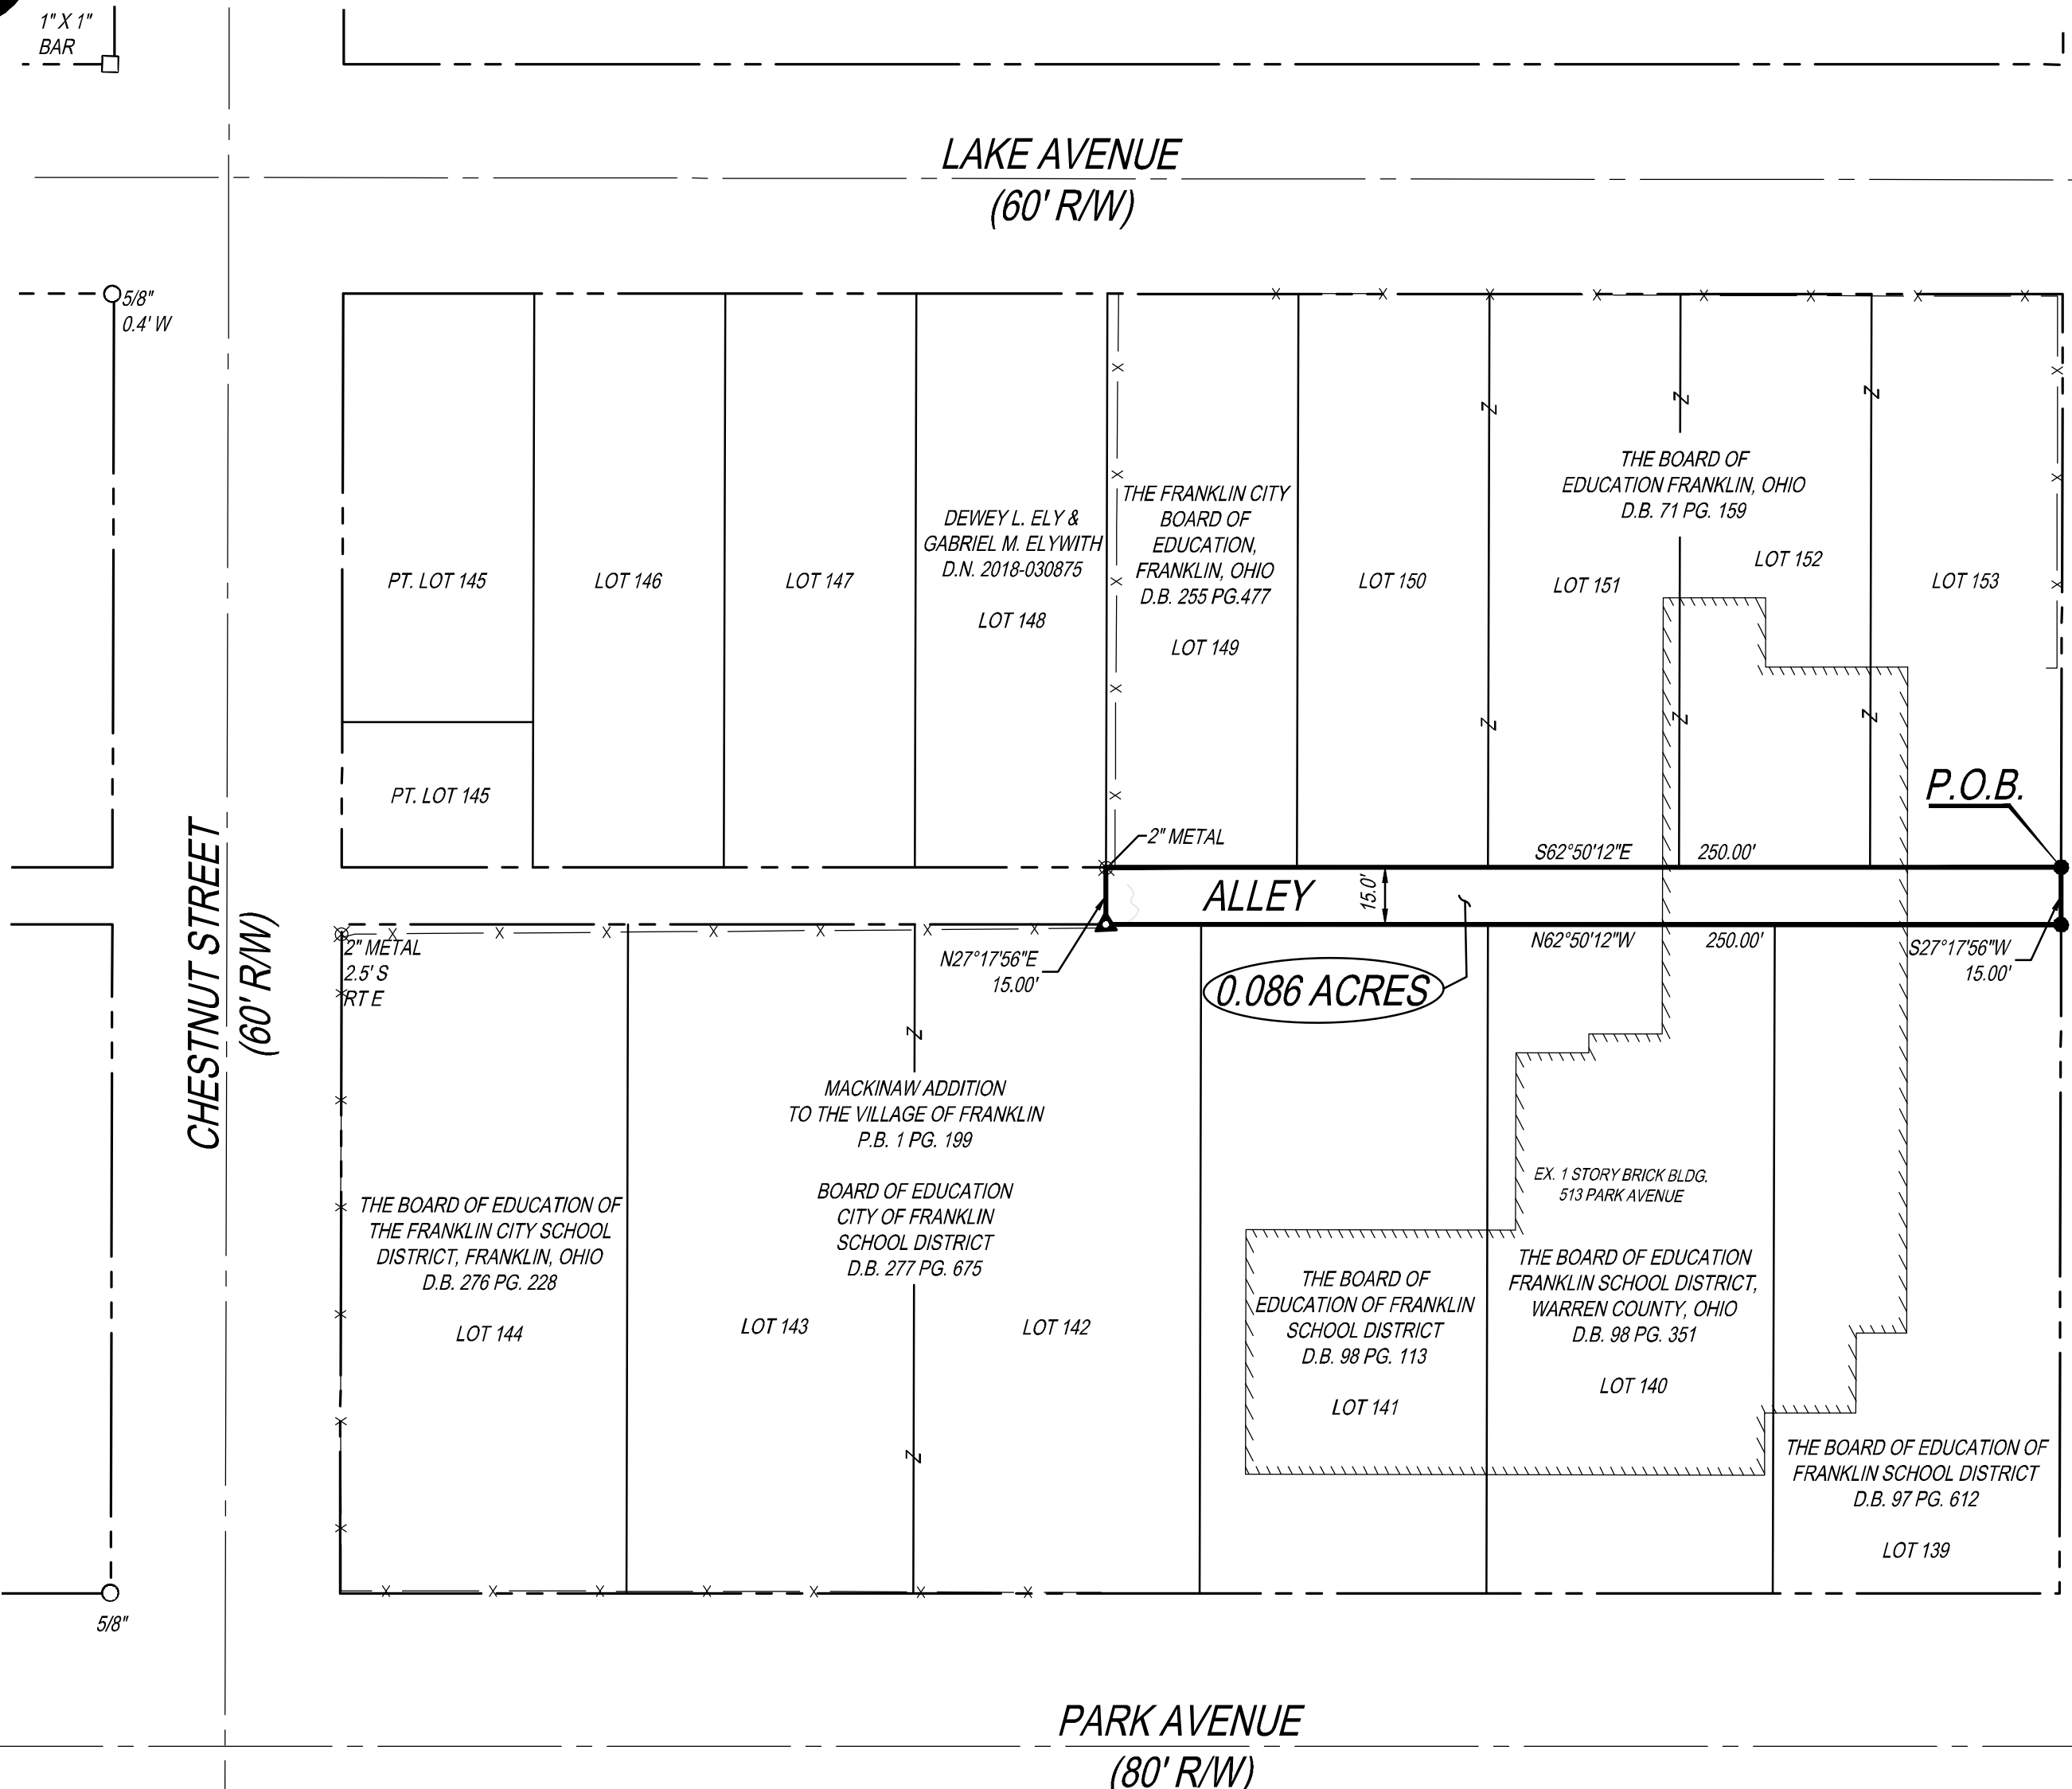 1" X 1"
BAR
LAKE AVENUE
(60' R/W)
5/8"
0.4' W
PT. LOT 145
LOT 146
LOT 147
DEWEY L. ELY &
GABRIEL M. ELYWITH
D.N. 2018-030875
LOT 148
THE FRANKLIN CITY
BOARD OF
EDUCATION,
FRANKLIN, OHIO
D.B. 255 PG.477
LOT 149
LOT 150
THE BOARD OF
EDUCATION FRANKLIN, OHIO
D.B. 71 PG. 159
LOT 151
LOT 152
LOT 153
PT. LOT 145
P.O.B.
2" METAL
S62°50'12"E
250.00'
ALLEY
15.0'
N62°50'12"W
250.00'
S27°17'56"W
15.00'
N27°17'56"E
15.00'
0.086 ACRES
2" METAL
2.5' S
RT E
CHESTNUT STREET
(60' R/W)
MACKINAW ADDITION
TO THE VILLAGE OF FRANKLIN
P.B. 1 PG. 199
BOARD OF EDUCATION
CITY OF FRANKLIN
SCHOOL DISTRICT
D.B. 277 PG. 675
THE BOARD OF EDUCATION OF
THE FRANKLIN CITY SCHOOL
DISTRICT, FRANKLIN, OHIO
D.B. 276 PG. 228
LOT 144
LOT 143
LOT 142
EX. 1 STORY BRICK BLDG.
513 PARK AVENUE
THE BOARD OF
EDUCATION OF FRANKLIN
SCHOOL DISTRICT
D.B. 98 PG. 113
LOT 141
THE BOARD OF EDUCATION
FRANKLIN SCHOOL DISTRICT,
WARREN COUNTY, OHIO
D.B. 98 PG. 351
LOT 140
THE BOARD OF EDUCATION OF
FRANKLIN SCHOOL DISTRICT
D.B. 97 PG. 612
LOT 139
5/8"
PARK AVENUE
(80' R/W)